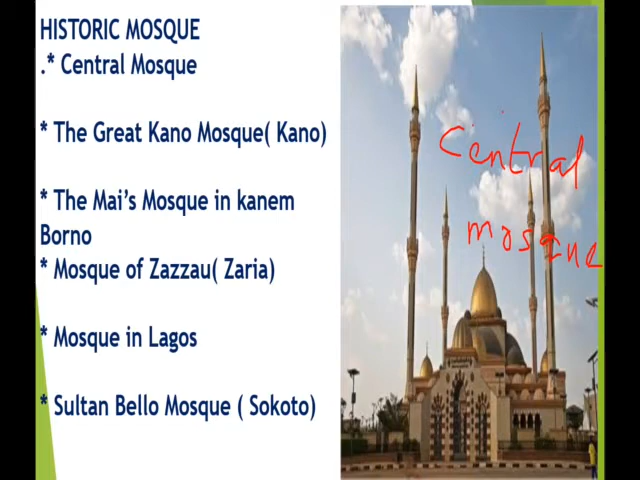 HISTORIC MOSQUE
.* Central Mosque
* The Great Kano Mosque( Kano)
* The Mai's Mosque in kanem
Borno
* Mosque of Zazzau( Zaria)
* Mosque in Lagos
* Sultan Bello Mosque ( Sokoto)
Central
mosque